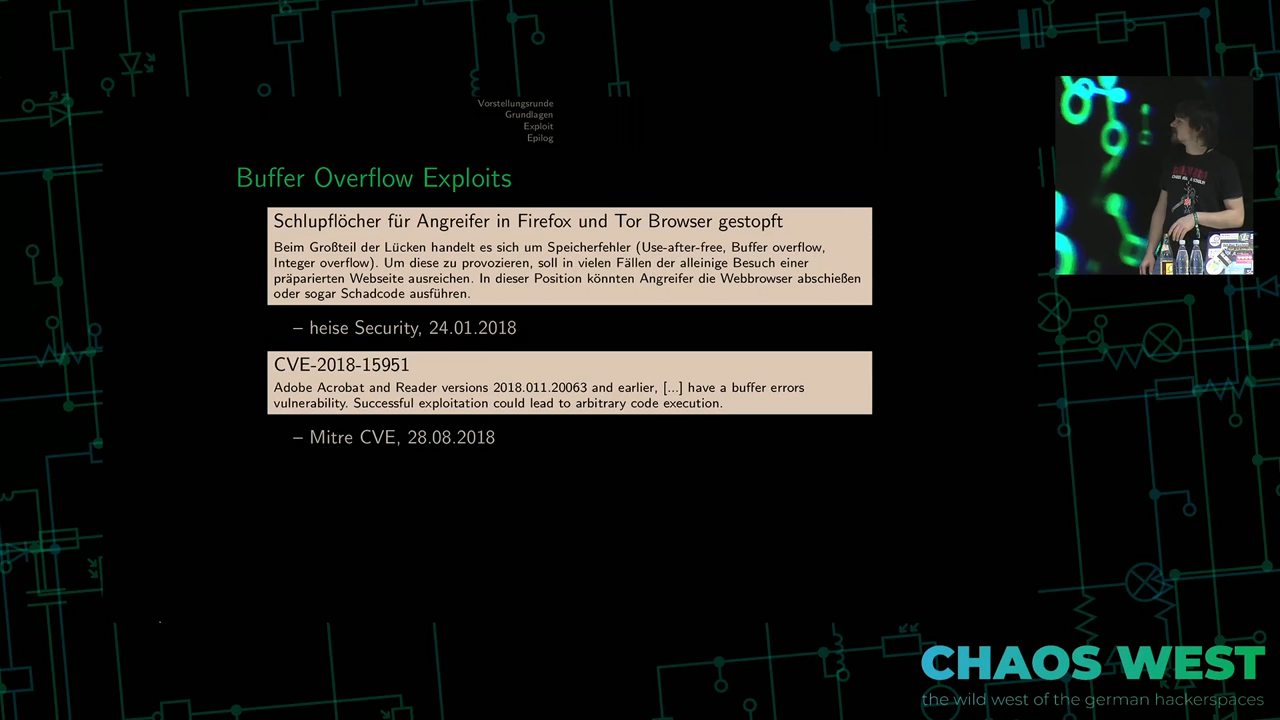 Vorstellungsrunde
Grundlagen
Exploit
Epilog
Buffer Overflow Exploits
Schlupflöcher für Angreifer in Firefox und Tor Browser gestopft
Beim Großteil der Lücken handelt es sich um Speicherfehler (Use-after-free, Buffer overflow,
Integer overflow). Um diese zu provozieren, soll in vielen Fällen der alleinige Besuch einer
präparierten Webseite ausreichen. In dieser Position könnten Angreifer die Webbrowser abschießen
oder sogar Schadcode ausführen.
– heise Security, 24.01.2018
CVE-2018-15951
Adobe Acrobat and Reader versions 2018.011.20063 and earlier, [...] have a buffer errors
vulnerability. Successful exploitation could lead to arbitrary code execution.
– Mitre CVE, 28.08.2018
CHAOS WEST
the wild west of the german hackerspaces